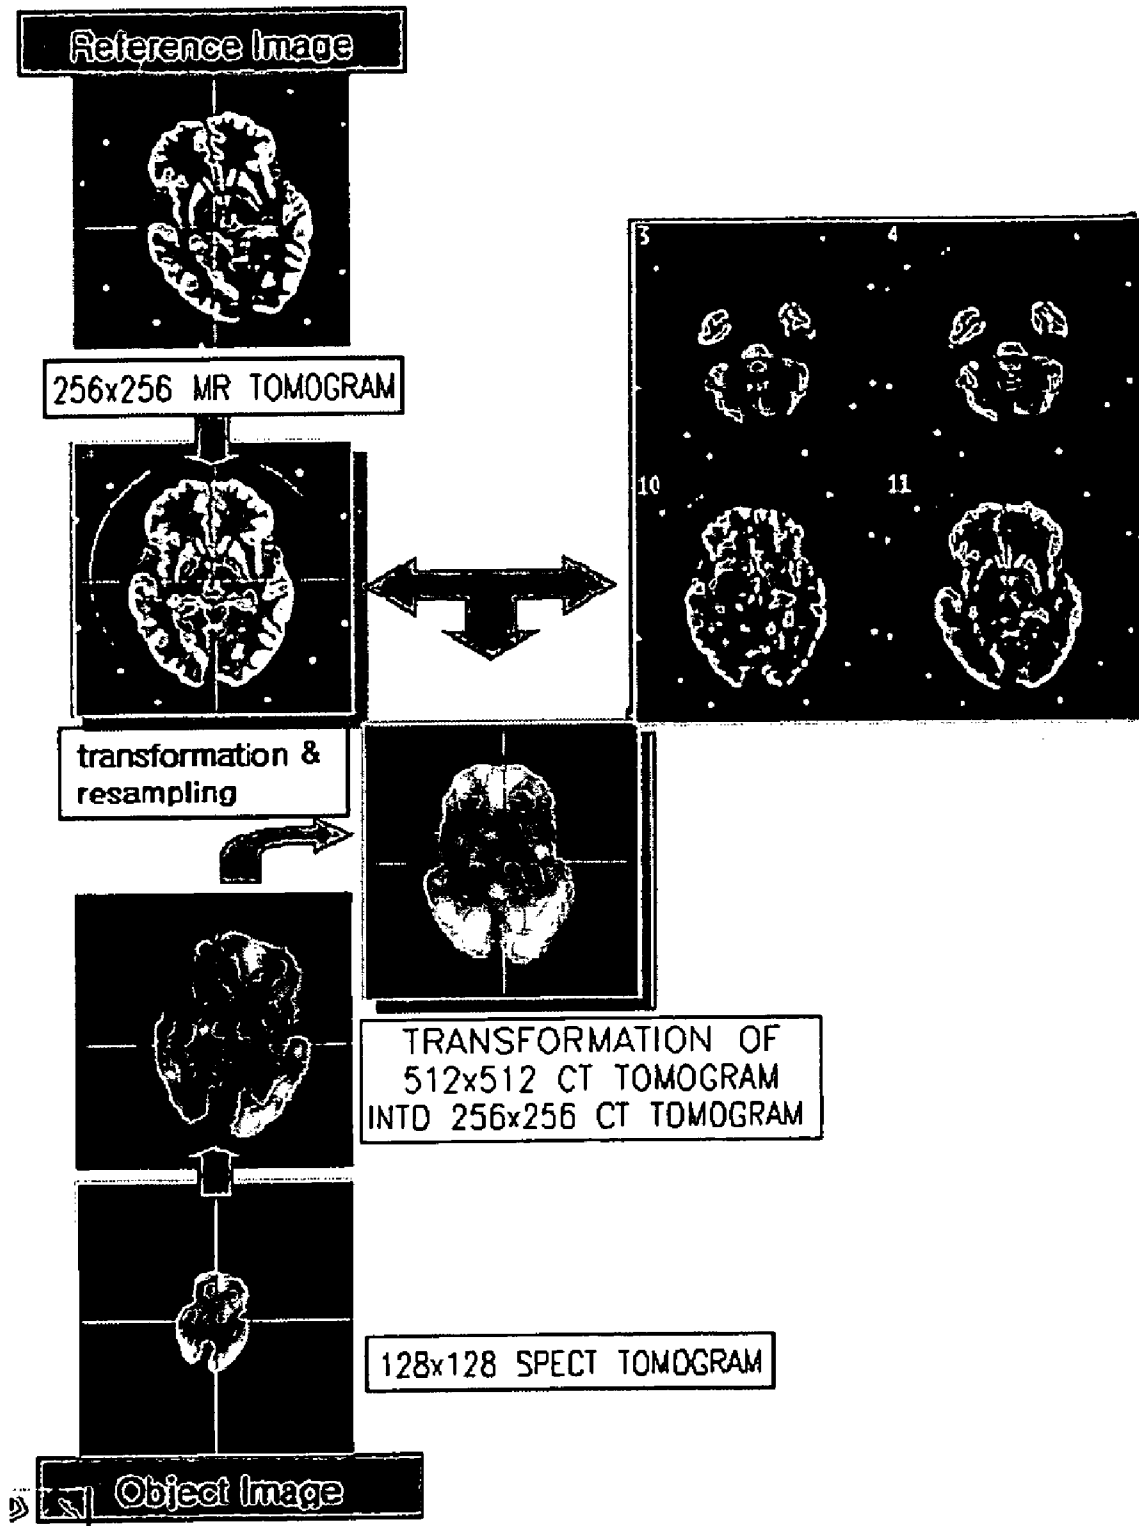 Reference Image
256x256 MR TOMOGRAM
3
4
10
11
transformation &
resampling
TRANSFORMATION OF
512x512 CT TOMOGRAM
INTO 256x256 CT TOMOGRAM
128x128 SPECT TOMOGRAM
Object Image